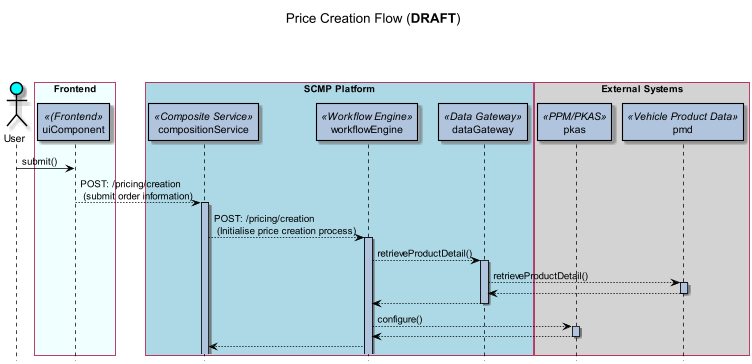 Price Creation Flow (DRAFT)
Frontend
SCMP Platform
External Systems
User
«(Frontend»
uiComponent
«Composite Service»
compositionService
«Workflow Engine»
workflowEngine
«Data Gateway»
dataGateway
«PPM/PKAS»
pkas
«Vehicle Product Data»
pmd
submit()
POST: /pricing/creation
(submit order information)
POST: /pricing/creation
(Initialise price creation process)
retrieveProductDetail()
retrieveProductDetail()
configure()